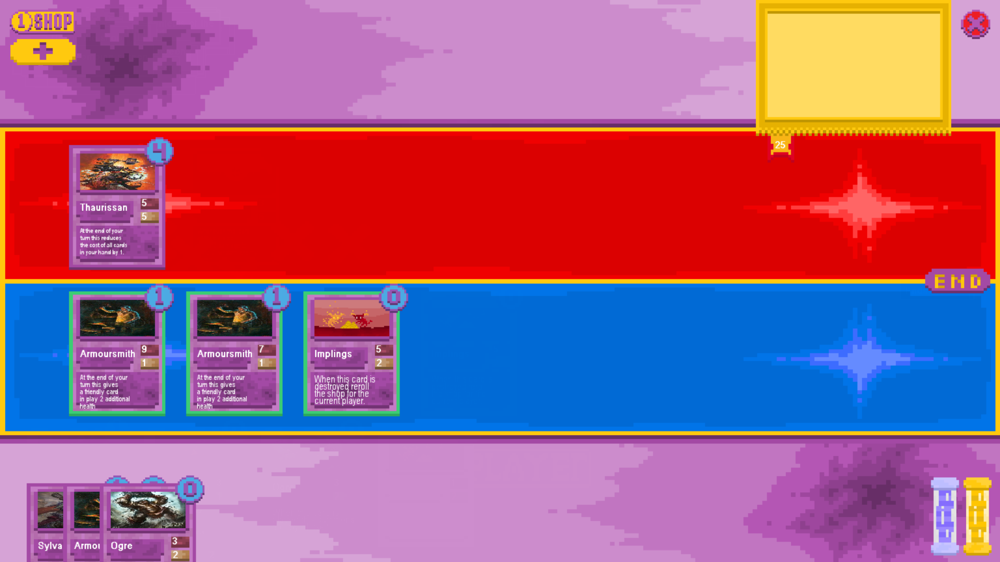 1 SHOP
+
25
4
Thaurissan
5
5
At the end of your
turn this reduces
the cost of all cards
in your hand by 1.
END
1
Armoursmith
9
1
At the end of your
turn this gives
a friendly card
in play 2 additional
health
1
Armoursmith
7
1
At the end of your
turn this gives
a friendly card
in play 2 additional
health
0
Implings
5
2
When this card is
destroyed reroll
the shop for the
current player.
Sylva
Armou
0
Ogre
3
2